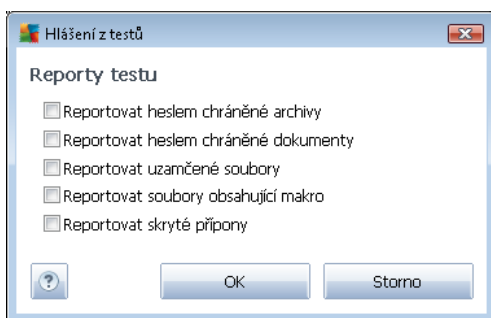 Hlášení z testů
Reporty testu
Reportovat heslem chráněné archivy
Reportovat heslem chráněné dokumenty
Reportovat uzamčené soubory
Reportovat soubory obsahující makro
Reportovat skryté přípony
?
OK
Storno